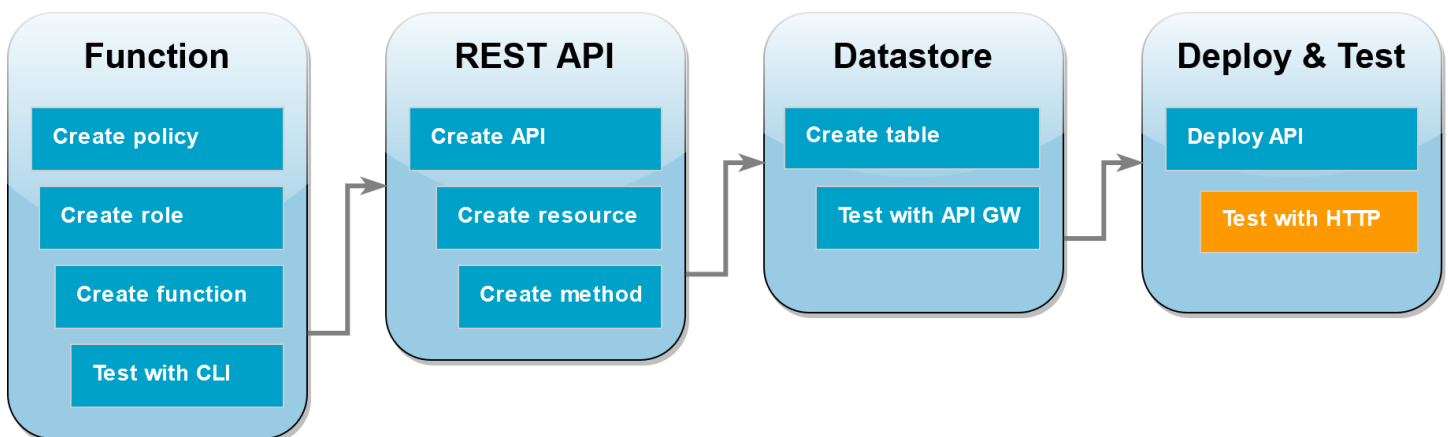 Function
Create policy
Create role
Create function
Test with CLI
REST API
Create API
Create resource
Create method
Datastore
Create table
Test with API GW
Deploy & Test
Deploy API
Test with HTTP